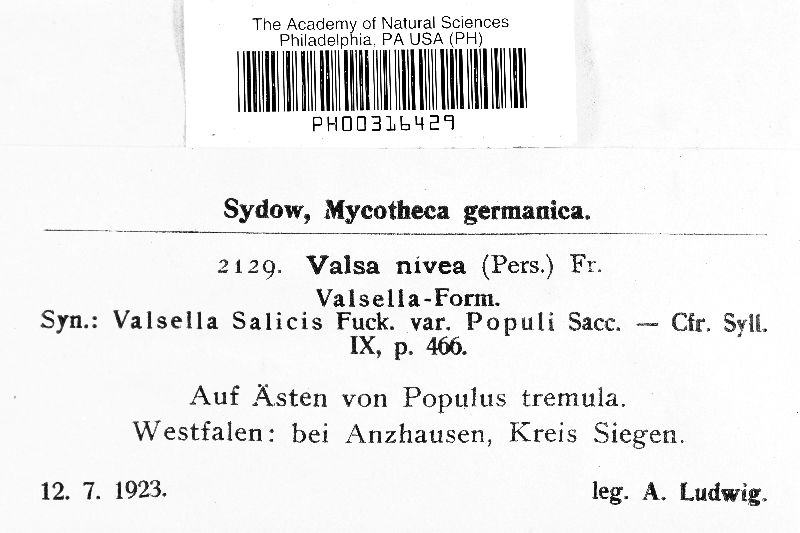 The Academy of Natural Sciences
Philadelphia, PA USA (PH)
PH00316429
Sydow, Mycotheca germanica.
2129. Valsa nivea (Pers.) Fr.
Valsella-Form.
Syn.: Valsella Salicis Fuck. var. Populi Sacc. — Cfr. Syll.
IX, p. 466.
Auf Ästen von Populus tremula.
Westfalen: bei Anzhausen, Kreis Siegen.
12. 7. 1923. leg. A. Ludwig.